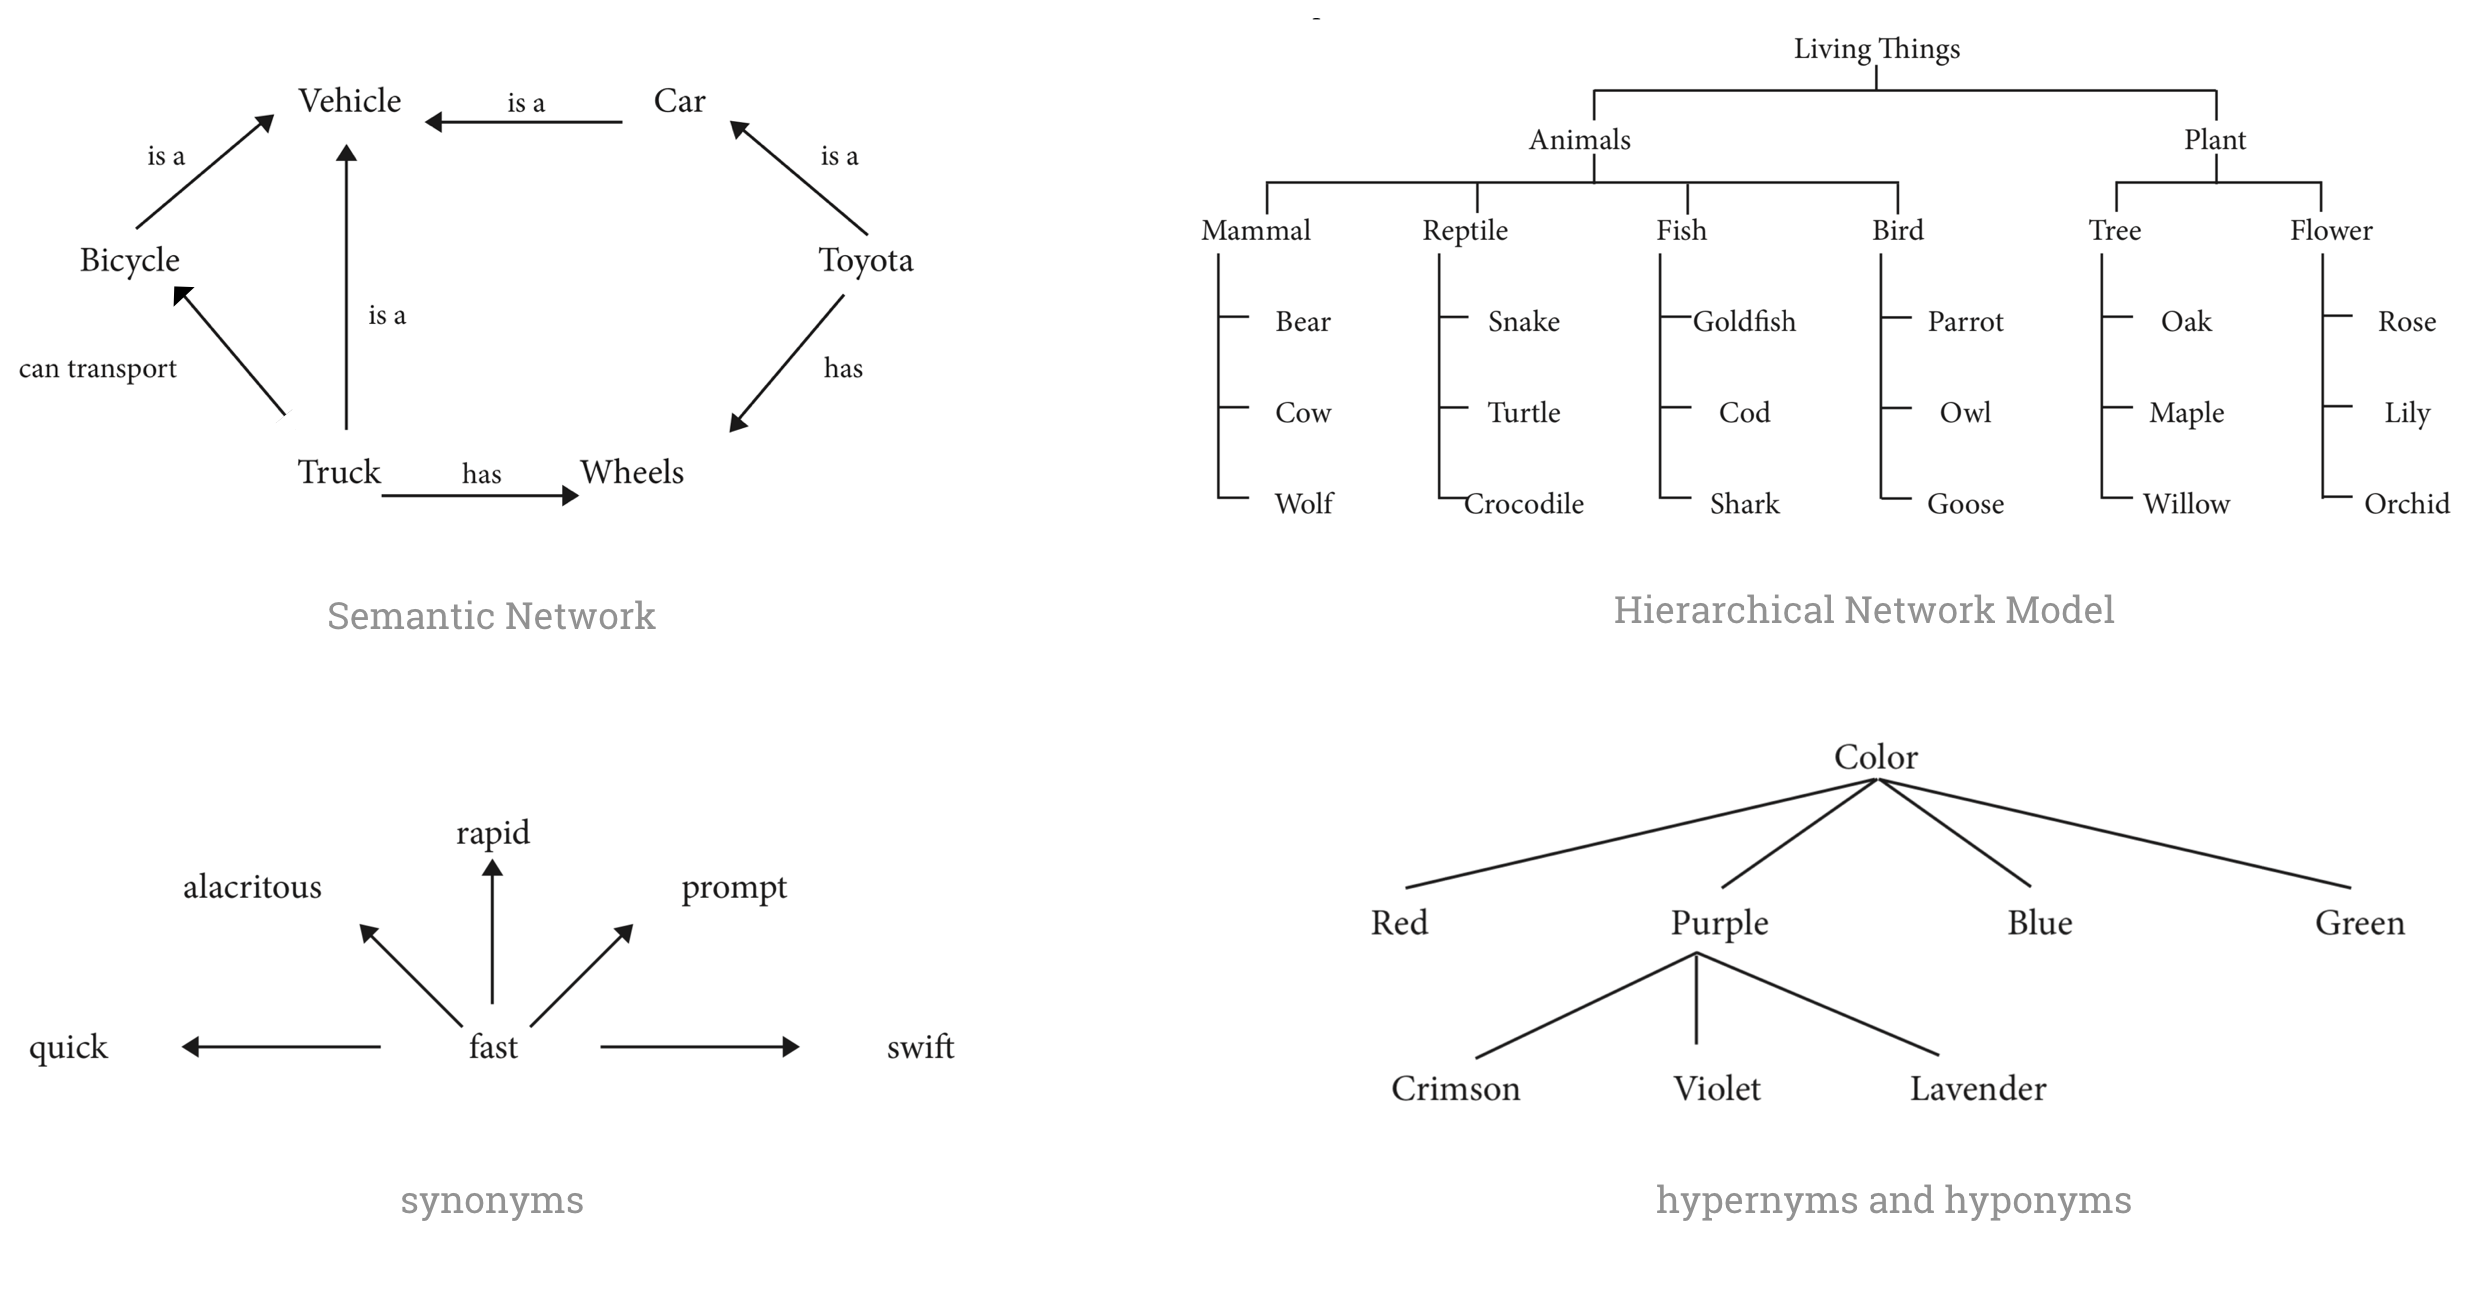 Vehicle
is a
Car
is a
is a
Bicycle
Toyota
is a
can transport
has
Truck
has
Wheels
Semantic Network
Living Things
Animals
Plant
Mammal
Reptile
Fish
Bird
Tree
Flower
Bear
Snake
Goldfish
Parrot
Oak
Rose
Cow
Turtle
Cod
Owl
Maple
Lily
Wolf
Crocodile
Shark
Goose
Willow
Orchid
Hierarchical Network Model
rapid
alacritous
prompt
quick
fast
swift
synonyms
Color
Red
Purple
Blue
Green
Crimson
Violet
Lavender
hypernyms and hyponyms